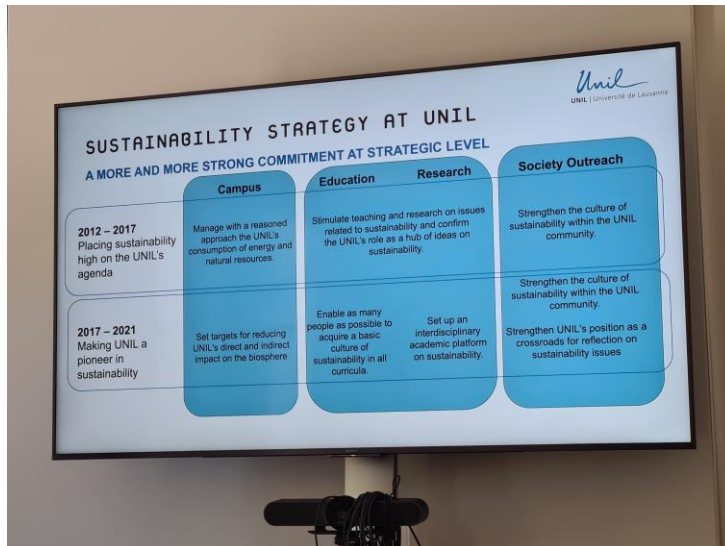 Unil
UNIL | Université de Lausanne
SUSTAINABILITY STRATEGY AT UNIL
A MORE AND MORE STRONG COMMITMENT AT STRATEGIC LEVEL
Campus
Education
Research
Society Outreach
2012 – 2017
Placing sustainability
high on the UNIL's
agenda
Manage with a reasoned
approach the UNIL's
consumption of energy and
natural resources.
Stimulate teaching and research on issues
related to sustainability and confirm
the UNIL's role as a hub of ideas on
sustainability.
Strengthen the culture of
sustainability within the UNIL
community.
2017 – 2021
Making UNIL a
pioneer in
sustainability
Set targets for reducing
UNIL's direct and indirect
impact on the biosphere
Enable as many
people as possible to
acquire a basic
culture of
sustainability in all
curricula.
Set up an
interdisciplinary
academic platform
on sustainability.
Strengthen the culture of
sustainability within the UNIL
community.
Strengthen UNIL's position as a
crossroads for reflection on
sustainability issues